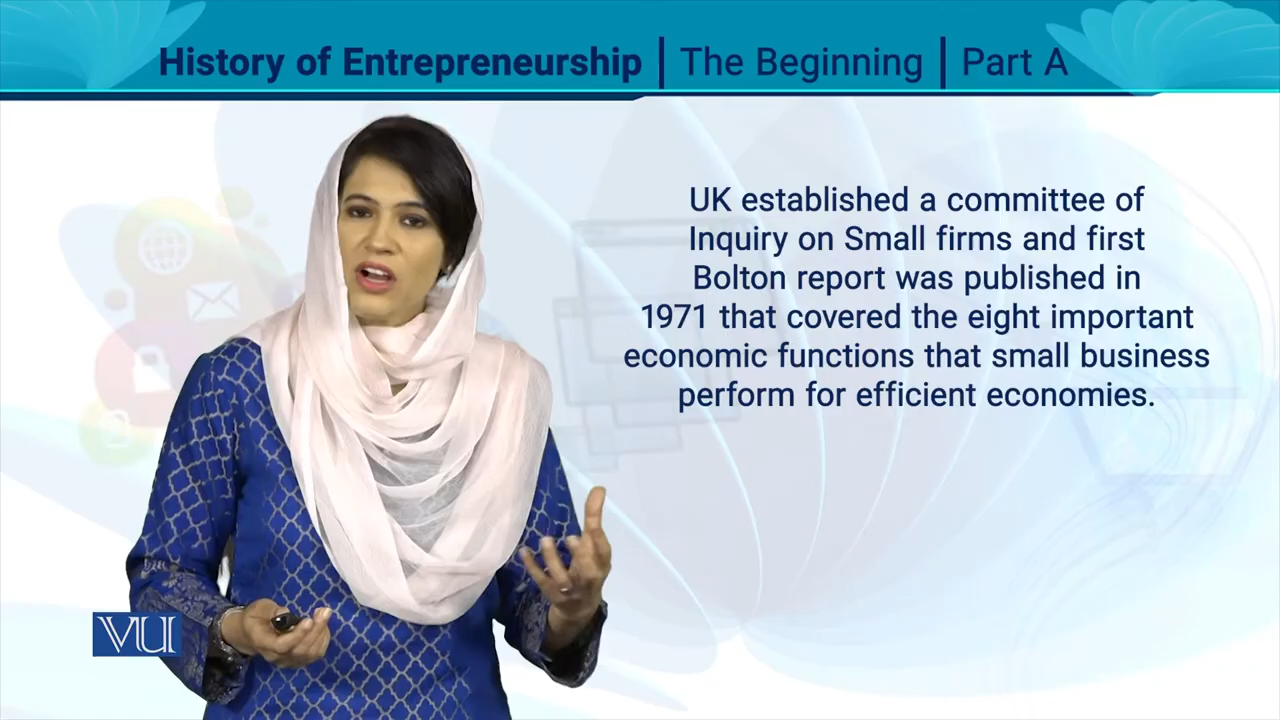 History of Entrepreneurship | The Beginning | Part A
UK established a committee of
Inquiry on Small firms and first
Bolton report was published in
1971 that covered the eight important
economic functions that small business
perform for efficient economies.
VU